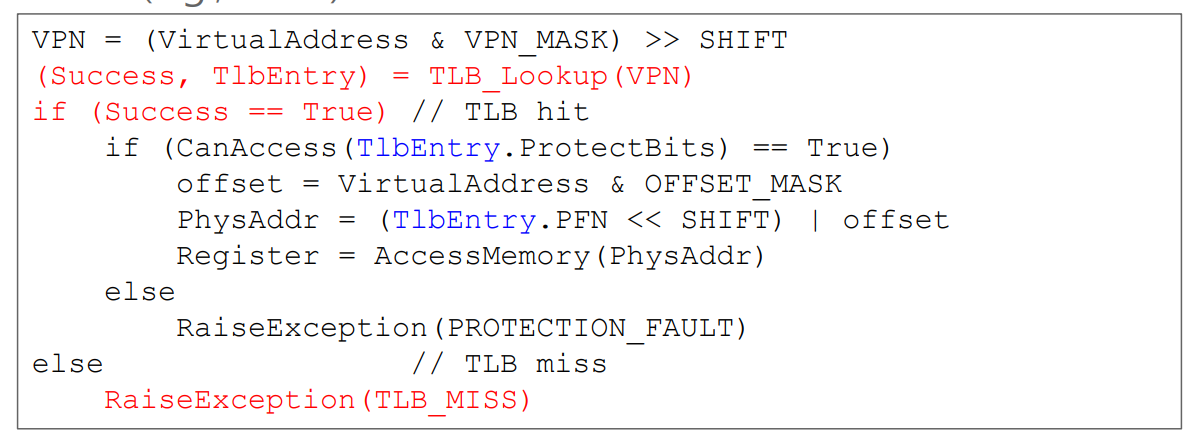 VPN = (VirtualAddress & VPN_MASK) >> SHIFT
(Success, TlbEntry) = TLB_Lookup(VPN)
if (Success == True) // TLB hit
    if (CanAccess(TlbEntry.ProtectBits) == True)
        offset = VirtualAddress & OFFSET_MASK
        PhysAddr = (TlbEntry.PFN << SHIFT) | offset
        Register = AccessMemory(PhysAddr)
    else
        RaiseException(PROTECTION_FAULT)
else                 // TLB miss
    RaiseException(TLB_MISS)